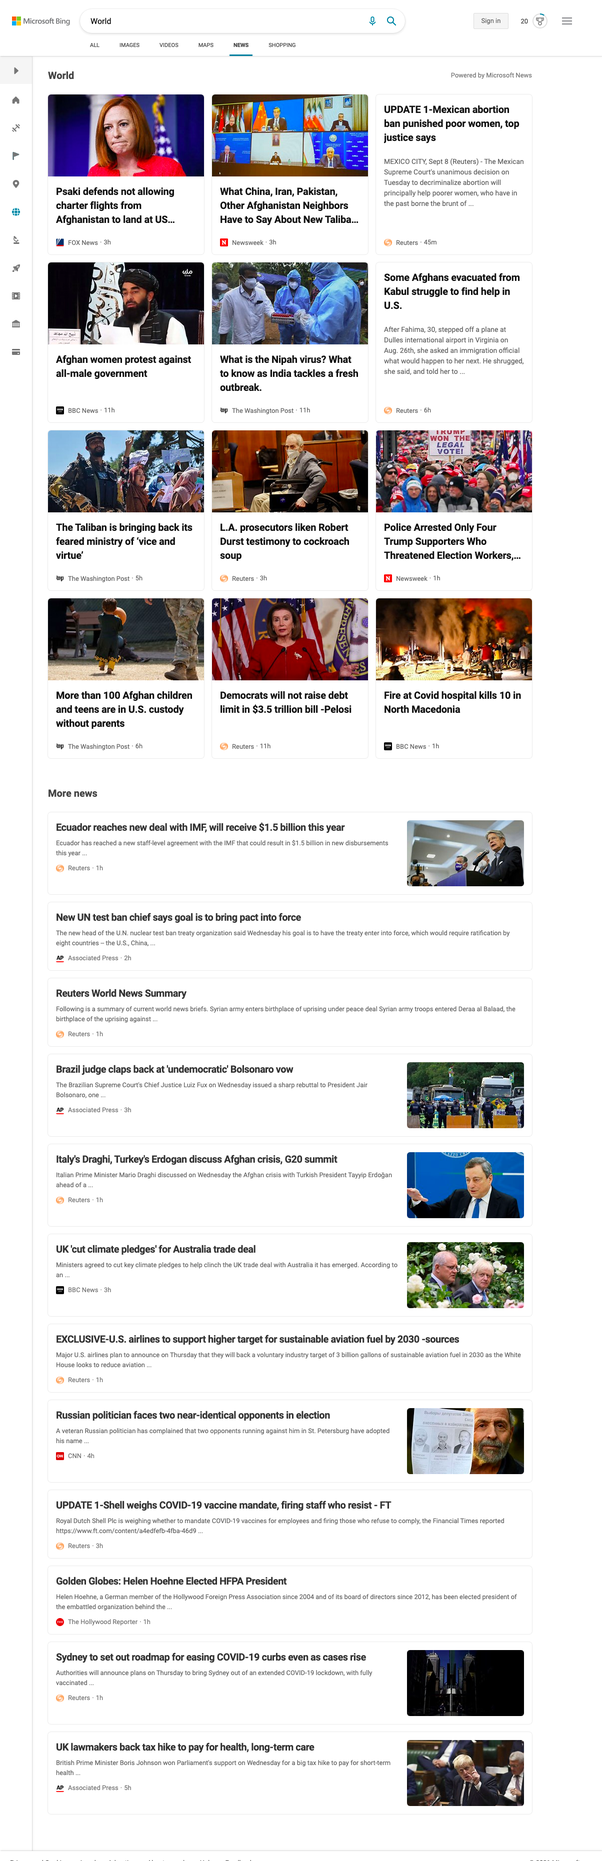 Microsoft Bing
World
Sign in
20
ALL
IMAGES
VIDEOS
MAPS
NEWS
SHOPPING
World
Powered by Microsoft News
Psaki defends not allowing
charter flights from
Afghanistan to land at US...
FOX News · 3h
What China, Iran, Pakistan,
Other Afghanistan Neighbors
Have to Say About New Taliba...
N
Newsweek · 3h
UPDATE 1-Mexican abortion
ban punished poor women, top
justice says
MEXICO CITY, Sept 8 (Reuters) - The Mexican
Supreme Court's unanimous decision on
Tuesday to decriminalize abortion will
principally help poorer women, who have in
the past borne the brunt of ...
Reuters · 45m
Afghan women protest against
all-male government
BBC News · 11h
What is the Nipah virus? What
to know as India tackles a fresh
outbreak.
wp
The Washington Post · 11h
Some Afghans evacuated from
Kabul struggle to find help in
U.S.
After Fahima, 30, stepped off a plane at
Dulles international airport in Virginia on
Aug. 26th, she asked an immigration official
what would happen to her next. He shrugged,
she said, and told her to ...
Reuters · 6h
The Taliban is bringing back its
feared ministry of 'vice and
virtue'
wp
The Washington Post · 5h
L.A. prosecutors liken Robert
Durst testimony to cockroach
soup
Reuters · 3h
TRUMP
WON THE
LEGAL
VOTE!
Police Arrested Only Four
Trump Supporters Who
Threatened Election Workers,...
N
Newsweek · 1h
More than 100 Afghan children
and teens are in U.S. custody
without parents
wp
The Washington Post · 6h
Democrats will not raise debt
limit in $3.5 trillion bill -Pelosi
Reuters · 11h
Fire at Covid hospital kills 10 in
North Macedonia
BBC News · 1h
More news
Ecuador reaches new deal with IMF, will receive $1.5 billion this year
Ecuador has reached a new staff-level agreement with the IMF that could result in $1.5 billion in new disbursements
this year ...
Reuters · 1h
New UN test ban chief says goal is to bring pact into force
The new head of the U.N. nuclear test ban treaty organization said Wednesday his goal is to have the treaty enter into force, which would require ratification by
eight countries – the U.S., China, ...
AP
Associated Press · 2h
Reuters World News Summary
Following is a summary of current world news briefs. Syrian army enters birthplace of uprising under peace deal Syrian army troops entered Deraa al Balaad, the
birthplace of the uprising against ...
Reuters · 1h
Brazil judge claps back at 'undemocratic' Bolsonaro vow
The Brazilian Supreme Court's Chief Justice Luiz Fux on Wednesday issued a sharp rebuttal to President Jair
Bolsonaro, one ...
AP
Associated Press · 3h
Italy's Draghi, Turkey's Erdogan discuss Afghan crisis, G20 summit
Italian Prime Minister Mario Draghi discussed on Wednesday the Afghan crisis with Turkish President Tayyip Erdoğan
ahead of a ...
Reuters · 1h
UK 'cut climate pledges' for Australia trade deal
Ministers agreed to cut key climate pledges to help clinch the UK trade deal with Australia it has emerged. According to
an ...
BBC News · 3h
EXCLUSIVE-U.S. airlines to support higher target for sustainable aviation fuel by 2030 -sources
Major U.S. airlines plan to announce on Thursday that they will back a voluntary industry target of 3 billion gallons of sustainable aviation fuel in 2030 as the White
House looks to reduce aviation ...
Reuters · 1h
Russian politician faces two near-identical opponents in election
A veteran Russian politician has complained that two opponents running against him in St. Petersburg have adopted
his name ...
CNN · 4h
UPDATE 1-Shell weighs COVID-19 vaccine mandate, firing staff who resist - FT
Royal Dutch Shell Plc is weighing whether to mandate COVID-19 vaccines for employees and firing those who refuse to comply, the Financial Times reported
https://www.ft.com/content/a4edfefb-4fba-46d9 ...
Reuters · 3h
Golden Globes: Helen Hoehne Elected HFPA President
Helen Hoehne, a German member of the Hollywood Foreign Press Association since 2004 and of its board of directors since 2012, has been elected president of
the embattled organization behind the ...
The Hollywood Reporter · 1h
Sydney to set out roadmap for easing COVID-19 curbs even as cases rise
Authorities will announce plans on Thursday to bring Sydney out of an extended COVID-19 lockdown, with fully
vaccinated ...
Reuters · 1h
UK lawmakers back tax hike to pay for health, long-term care
British Prime Minister Boris Johnson won Parliament's support on Wednesday for a big tax hike to pay for short-term
health ...
AP
Associated Press · 5h